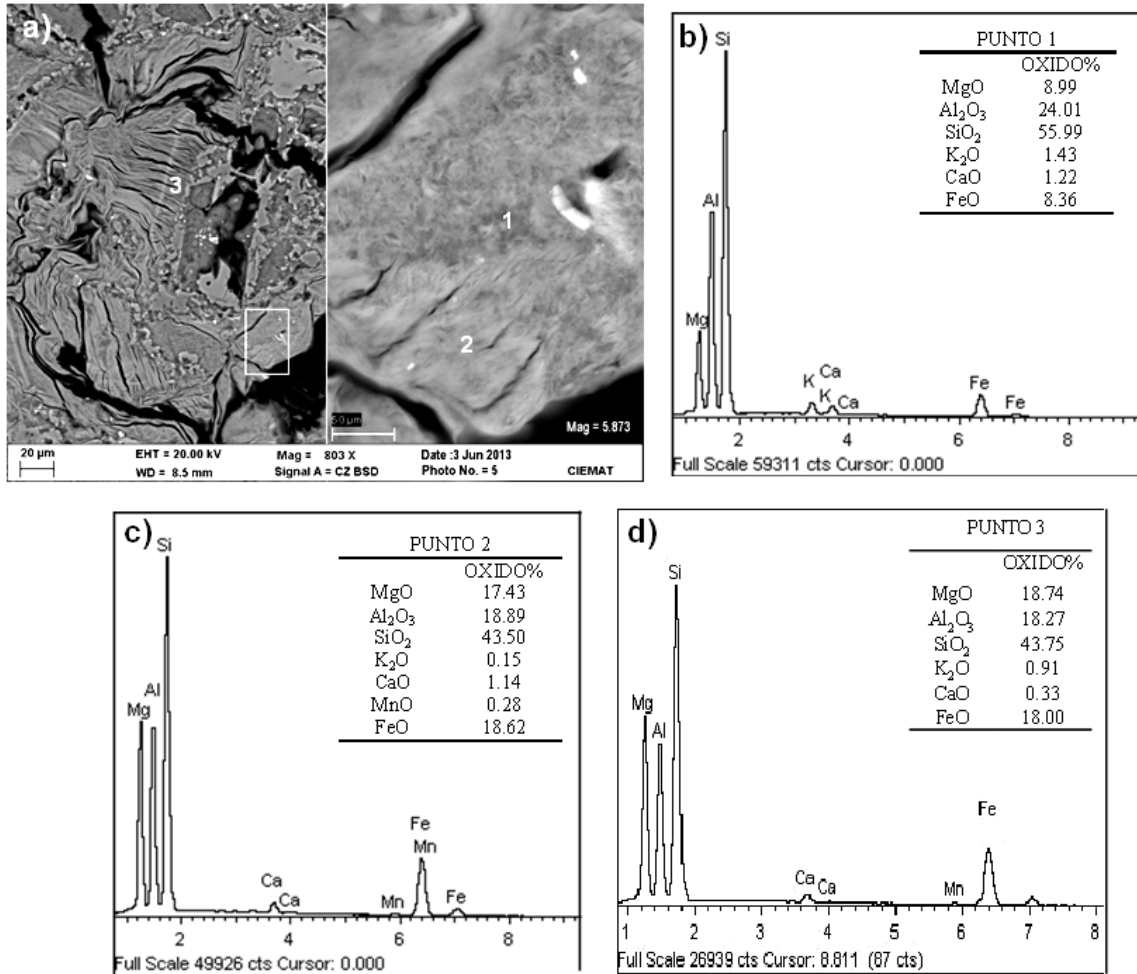 a)
3
1
2
50 µm
Mag = 5.873
20 µm
EHT = 20.00 kV
Mag = 803 X
Date :3 Jun 2013
WD = 8.5 mm
Signal A = CZ BSD
Photo No. = 5
CIEMAT
b)
Si
Al
Mg
K
Ca
K
Ca
Fe
Fe
PUNTO 1
OXIDO%
MgO 8.99
Al2O3 24.01
SiO2 55.99
K2O 1.43
CaO 1.22
FeO 8.36
2 4 6 8
Full Scale 59311 cts Cursor: 0.000
c)
Si
Al
Mg
Ca
Ca
Fe
Mn
Mn
Fe
PUNTO 2
OXIDO%
MgO 17.43
Al2O3 18.89
SiO2 43.50
K2O 0.15
CaO 1.14
MnO 0.28
FeO 18.62
2 4 6 8
Full Scale 49926 cts Cursor: 0.000
d)
Si
Mg
Al
Ca
Ca
Mn
Fe
PUNTO 3
OXIDO%
MgO 18.74
Al2O3 18.27
SiO2 43.75
K2O 0.91
CaO 0.33
FeO 18.00
1 2 3 4 5 6 7 8
Full Scale 26939 cts Cursor: 8.811 (87 cts)